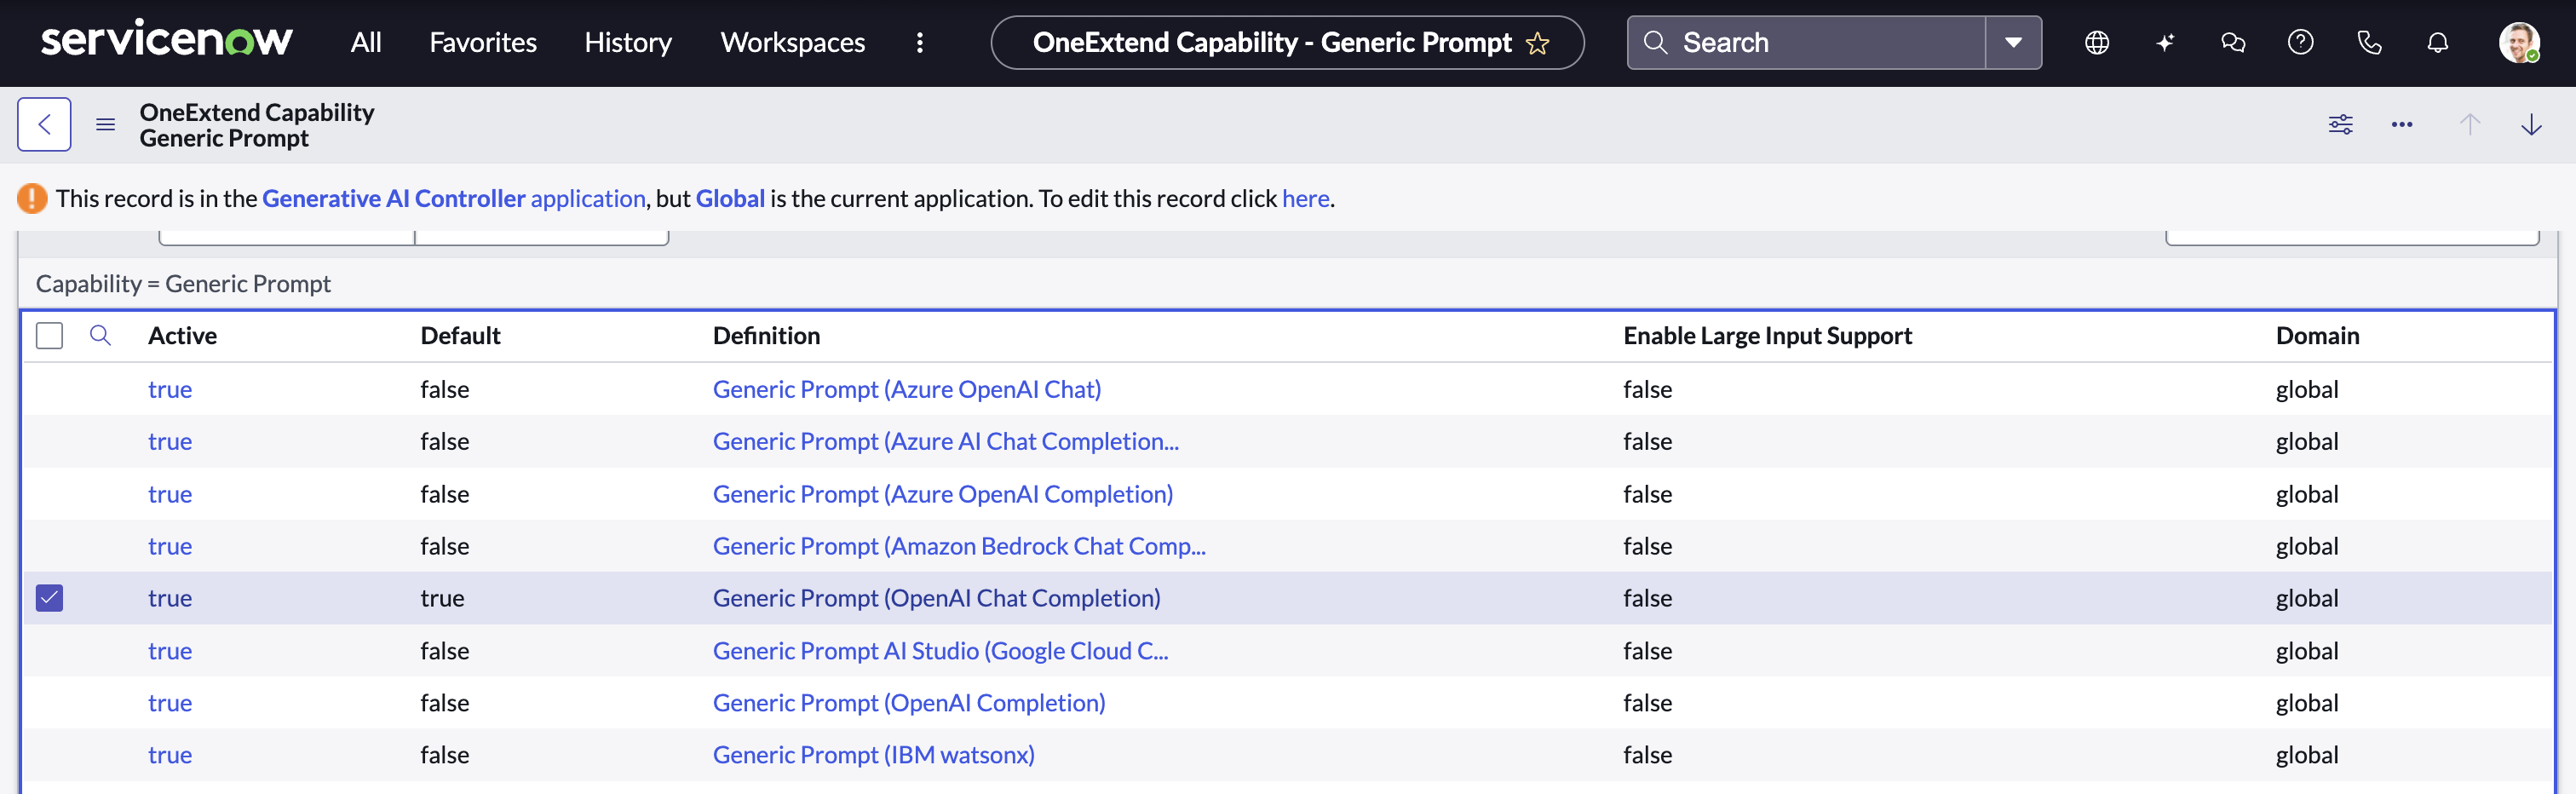 servicenow All Favorites History Workspaces OneExtend Capability - Generic Prompt Search
OneExtend Capability
Generic Prompt
This record is in the Generative AI Controller application, but Global is the current application. To edit this record click here.
Capability = Generic Prompt
Active Default Definition Enable Large Input Support Domain
true false Generic Prompt (Azure OpenAI Chat) false global
true false Generic Prompt (Azure AI Chat Completion... false global
true false Generic Prompt (Azure OpenAI Completion) false global
true false Generic Prompt (Amazon Bedrock Chat Comp... false global
true true Generic Prompt (OpenAI Chat Completion) false global
true false Generic Prompt AI Studio (Google Cloud C... false global
true false Generic Prompt (OpenAI Completion) false global
true false Generic Prompt (IBM watsonx) false global